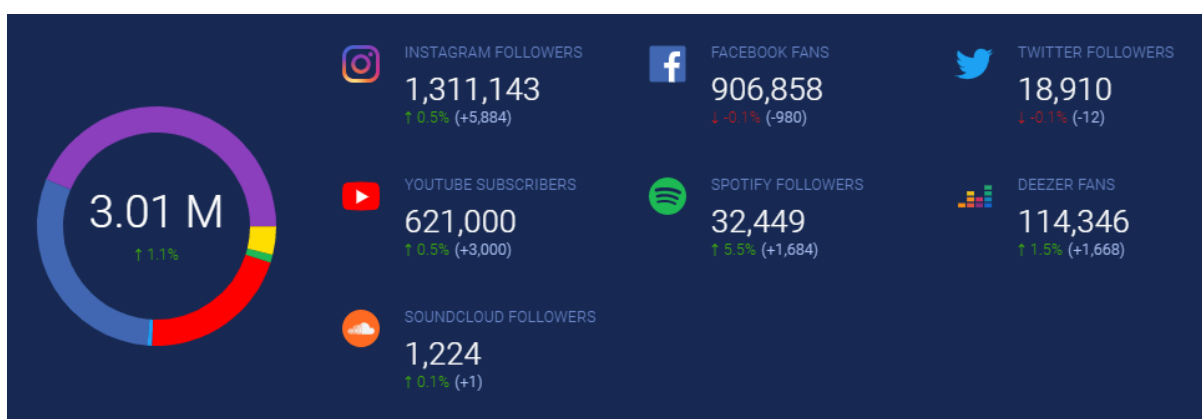 3.01 M
↑ 1.1%
INSTAGRAM FOLLOWERS
1,311,143
↑ 0.5% (+5,884)
FACEBOOK FANS
906,858
↓ -0.1% (-980)
TWITTER FOLLOWERS
18,910
↓ -0.1% (-12)
YOUTUBE SUBSCRIBERS
621,000
↑ 0.5% (+3,000)
SPOTIFY FOLLOWERS
32,449
↑ 5.5% (+1,684)
DEEZER FANS
114,346
↑ 1.5% (+1,668)
SOUNDCLOUD FOLLOWERS
1,224
↑ 0.1% (+1)